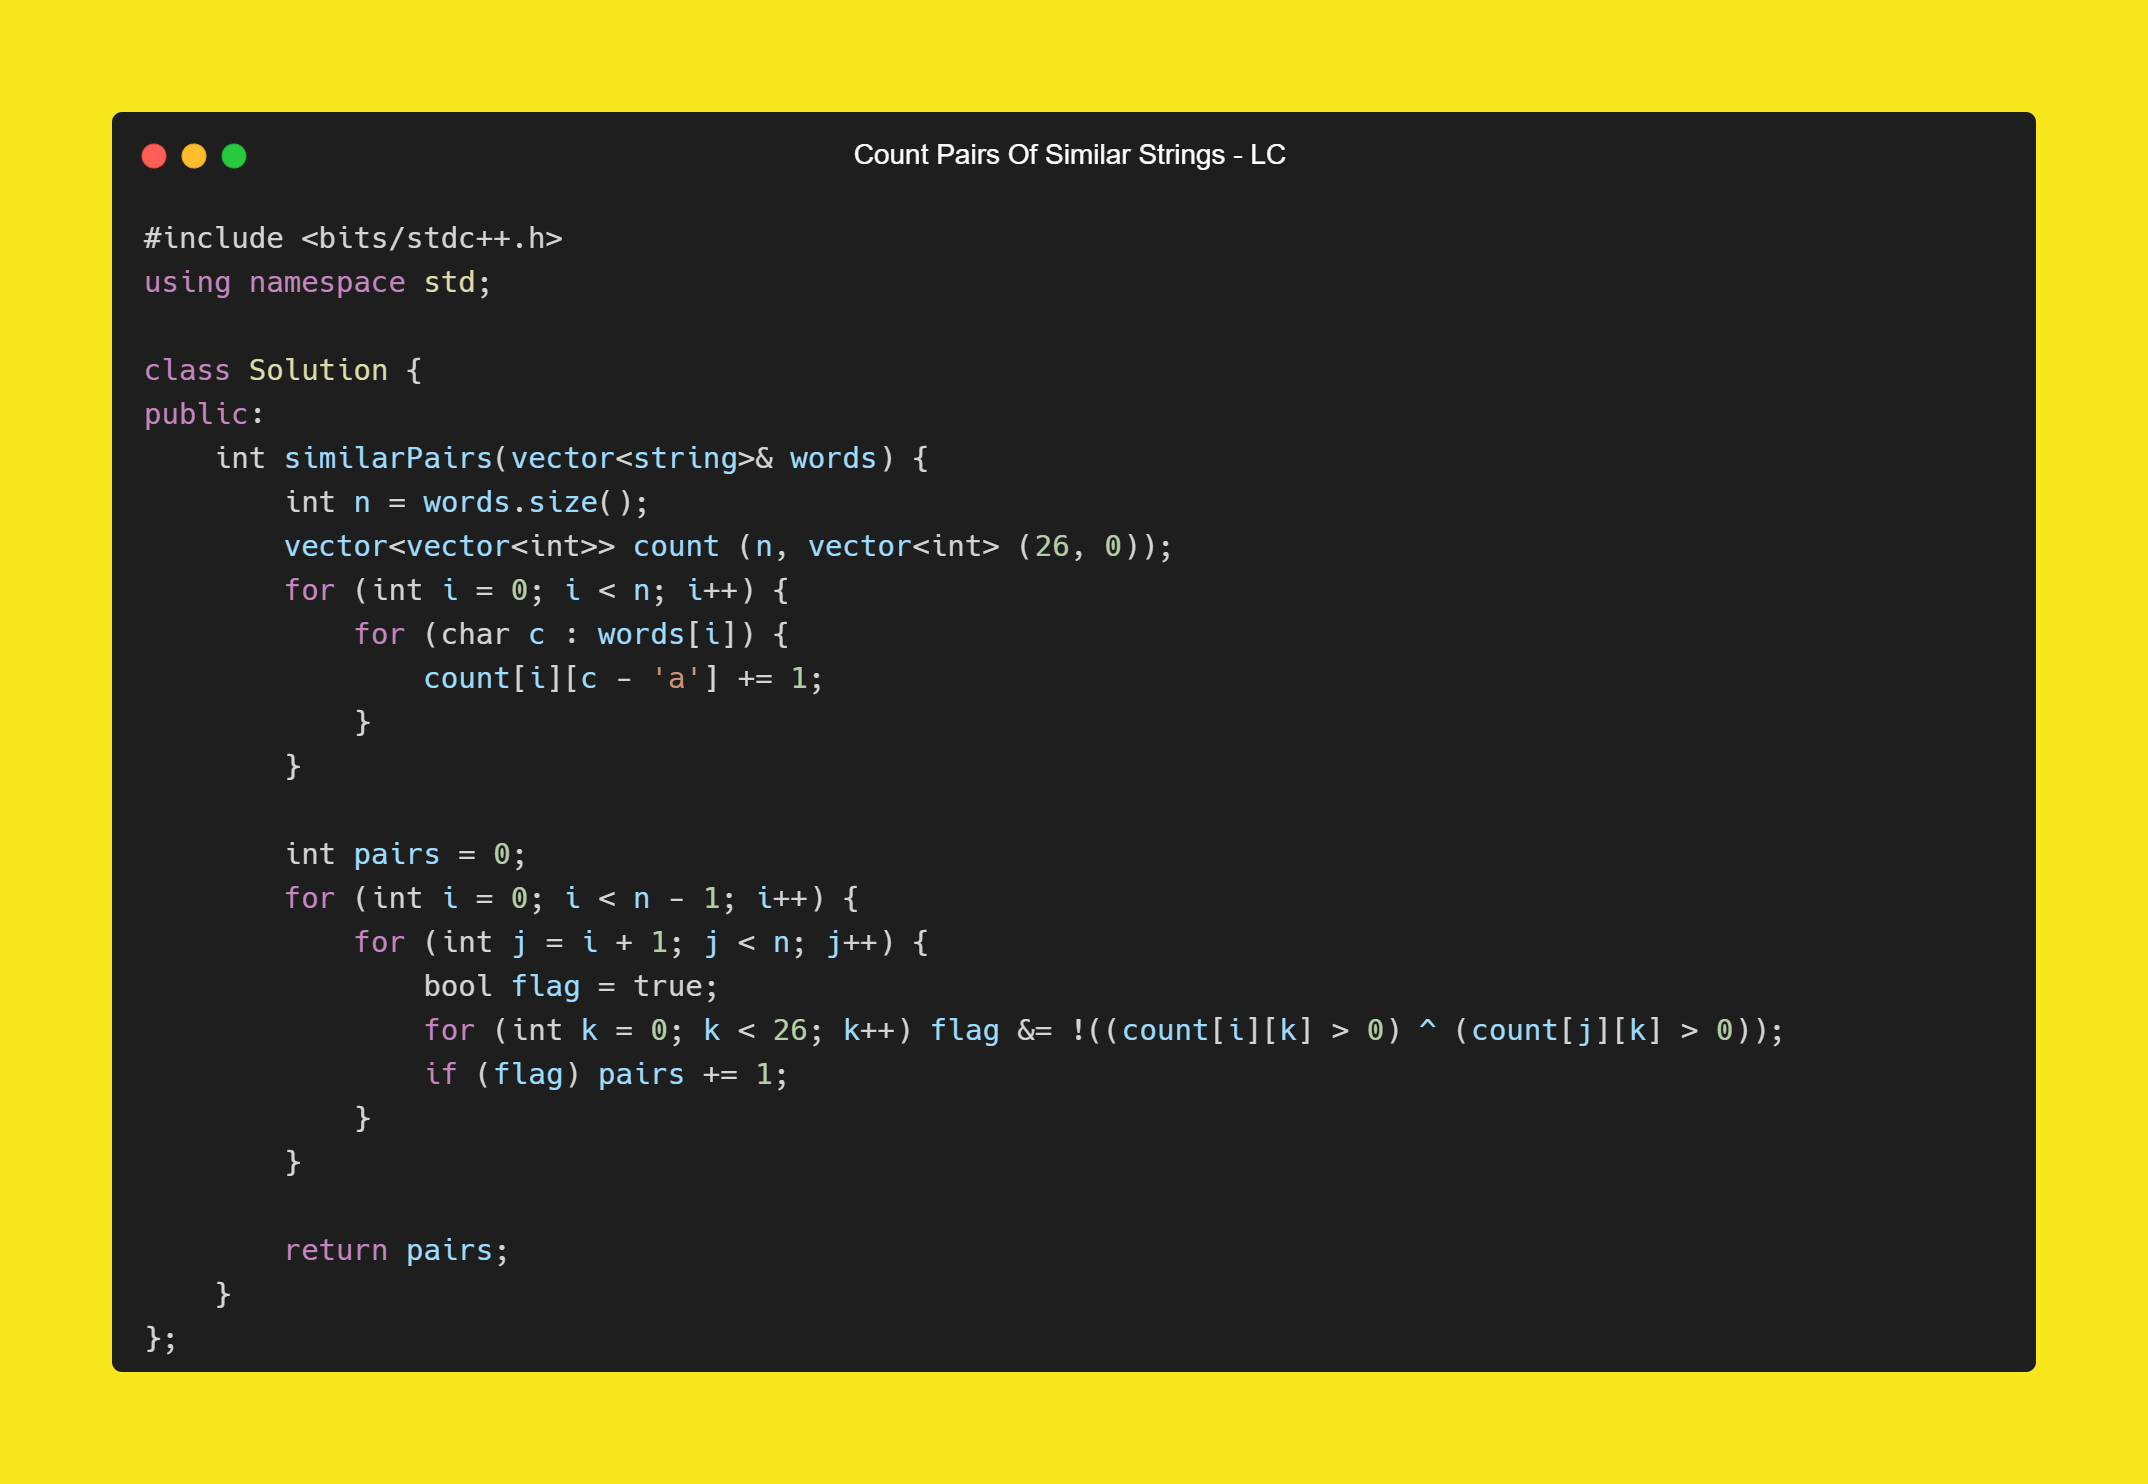 Count Pairs Of Similar Strings - LC
#include <bits/stdc++.h>
using namespace std;

class Solution {
public:
    int similarPairs(vector<string>& words) {
        int n = words.size();
        vector<vector<int>> count (n, vector<int> (26, 0));
        for (int i = 0; i < n; i++) {
            for (char c : words[i]) {
                count[i][c - 'a'] += 1;
            }
        }

        int pairs = 0;
        for (int i = 0; i < n - 1; i++) {
            for (int j = i + 1; j < n; j++) {
                bool flag = true;
                for (int k = 0; k < 26; k++) flag &= !((count[i][k] > 0) ^ (count[j][k] > 0));
                if (flag) pairs += 1;
            }
        }

        return pairs;
    }
};